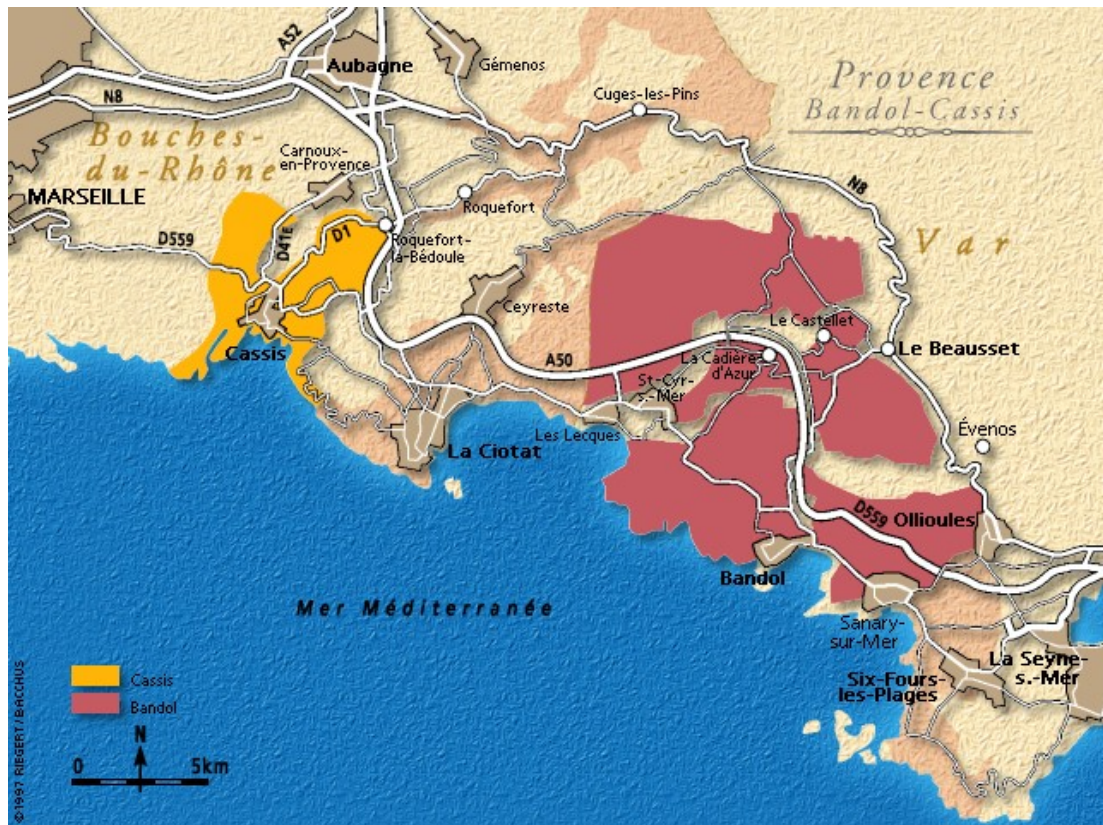 A52
Aubagne
Gémenos
Provence
Bandol-Cassis
N8
Cuges-les-Pins
Bouches-
du-Rhône
Carnoux-
en-Provence
N8
MARSEILLE
Roquefort
D559
D41E
D1
Roquefort-
la-Bédoule
Var
Ceyreste
Le Castellet
Cassis
A50
La Cadière
d'Azur
Le Beausset
St-Cyr-
s.-Mer
Les Lecques
Évenos
La Ciotat
D559
Ollioules
Bandol
Mer Méditerranée
Sanary-
sur-Mer
La Seyne-
s.-Mer
Six-Fours-
les-Plages
Cassis
Bandol
N
0 5km
©1997 RIEGERT/BACCHUS